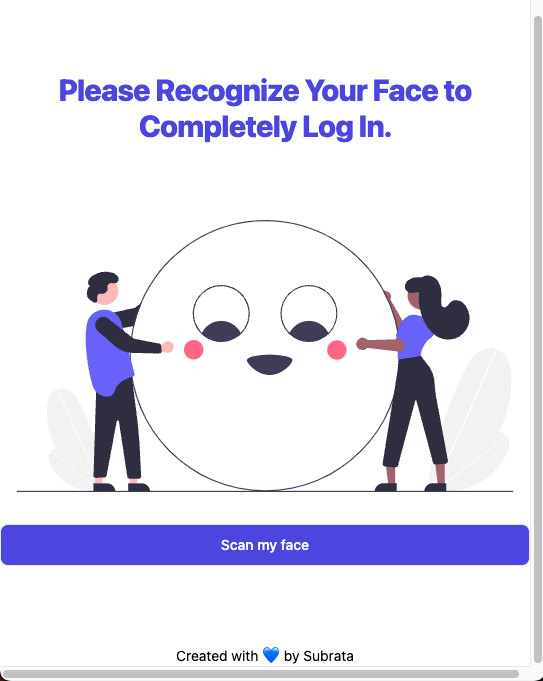 Please Recognize Your Face to
Completely Log In.
Scan my face
Created with 💙 by Subrata